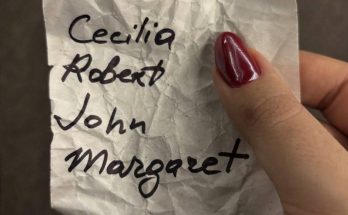 Cecilia
Robert
John
Margaret